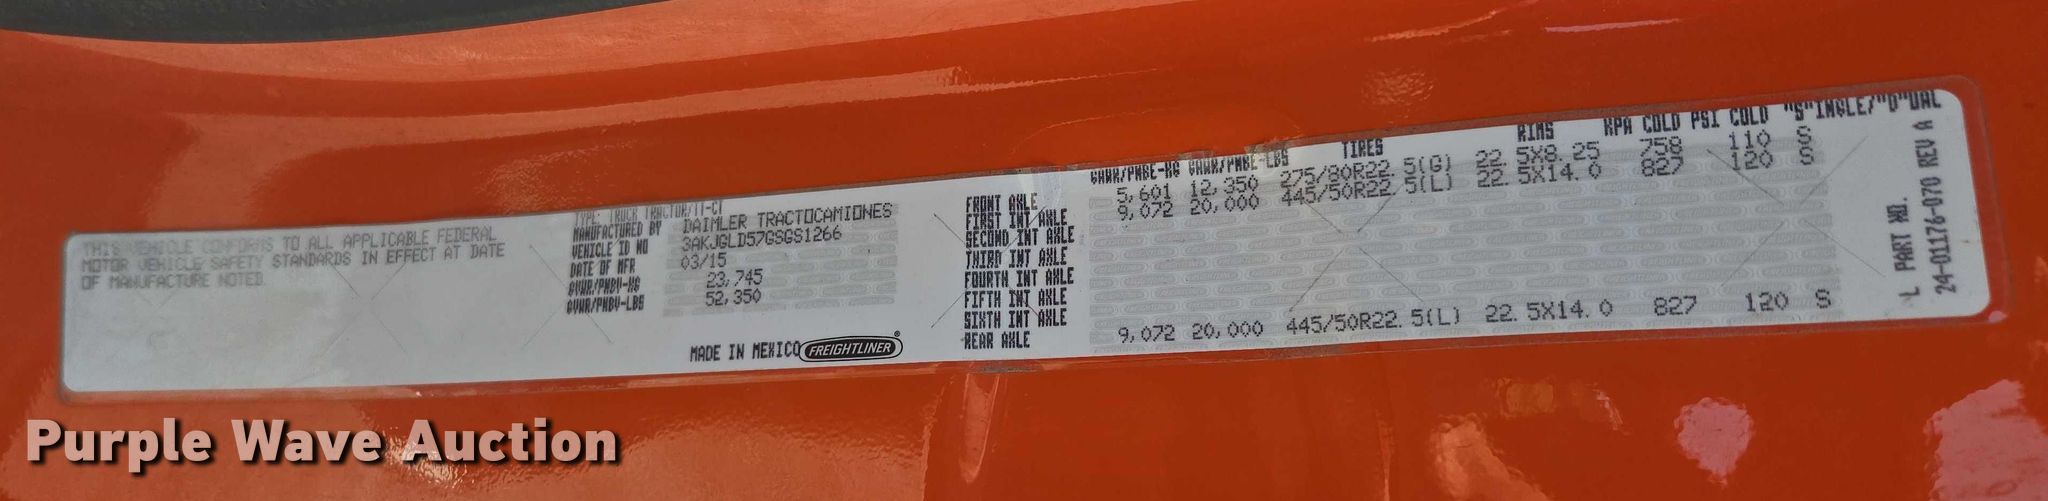 THIS VEHICLE CONFORMS TO ALL APPLICABLE FEDERAL
MOTOR VEHICLE SAFETY STANDARDS IN EFFECT AT DATE
OF MANUFACTURE NOTED.
TYPE: TRUCK TRACTOR/TT-CT
MANUFACTURED BY DAIMLER TRACTOCAMIONES
VEHICLE ID NO 3AKJGLD57GSGS1266
DATE OF MFR 03/15
GVWR/PNBV-KG 23,745
GVWR/PNBV-LBS 52,350
MADE IN MEXICO FREIGHTLINER®
GAWR/PNBE-KG GAWR/PNBE-LBS TIRES RIMS KPA COLD PSI COLD "S"INGLE/"D"UAL
FRONT AXLE 5,601 12,350 275/80R22.5(G) 22.5X8.25 758 110 S
FIRST INT AXLE 9,072 20,000 445/50R22.5(L) 22.5X14.0 827 120 S
SECOND INT AXLE
THIRD INT AXLE
FOURTH INT AXLE
FIFTH INT AXLE
SIXTH INT AXLE
REAR AXLE 9,072 20,000 445/50R22.5(L) 22.5X14.0 827 120 S
L PART NO.
24-01176-070 REV A
Purple Wave Auction